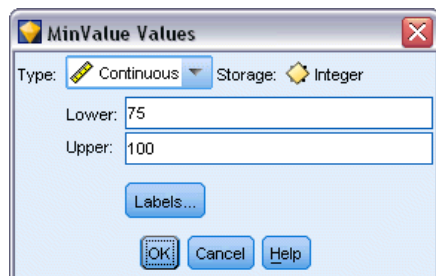 MinValue Values
Type: Continuous Storage: Integer
Lower: 75
Upper: 100
Labels...
OK Cancel Help